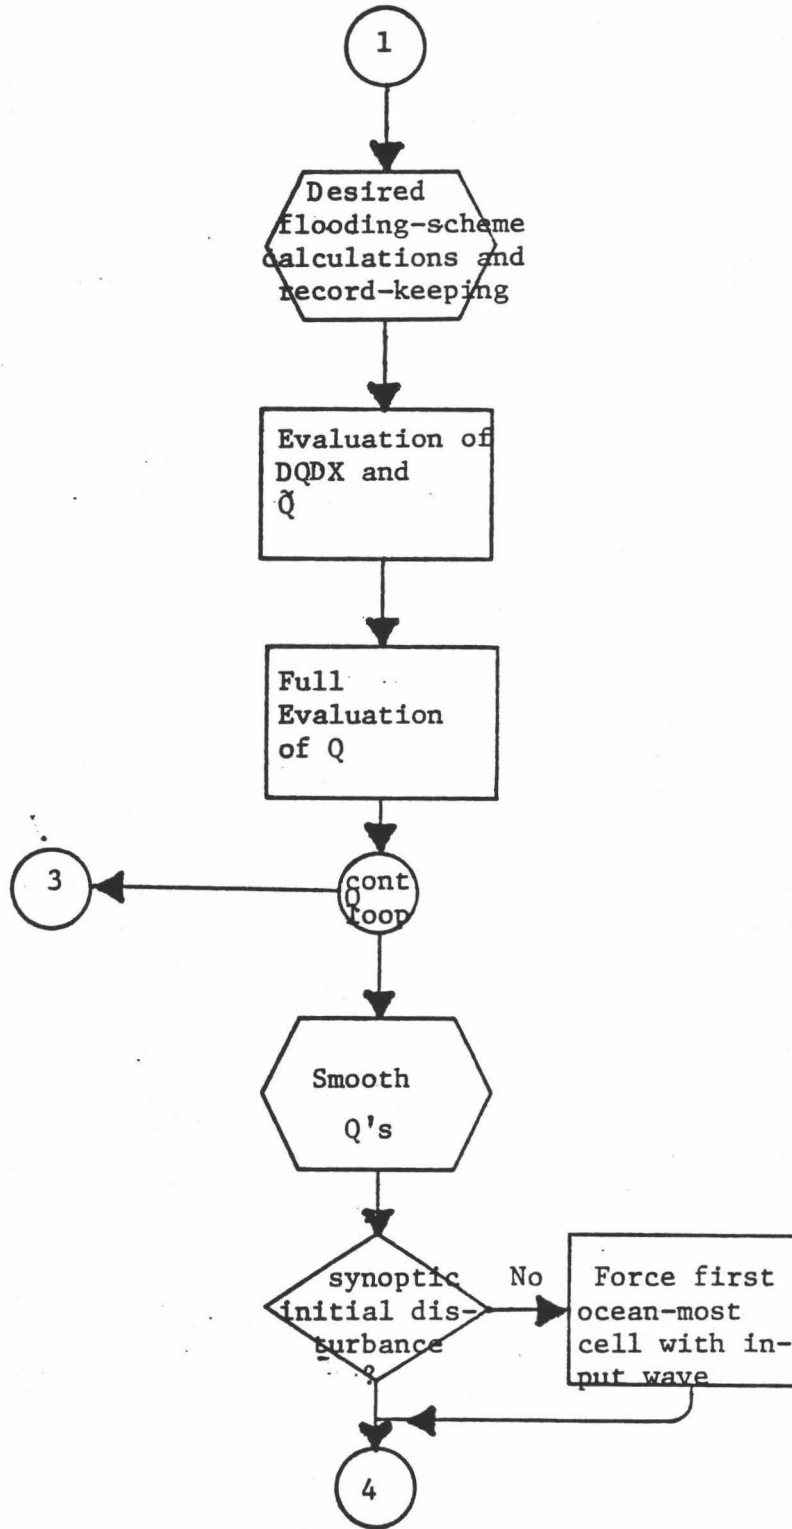 1
Desired
flooding-scheme
calculations and
record-keeping
Evaluation of
DQDX and
Q̃
Full
Evaluation
of Q
3
cont
Q
loop
Smooth
Q's
synoptic
initial dis-
turbance
?
No
Force first
ocean-most
cell with in-
put wave
4